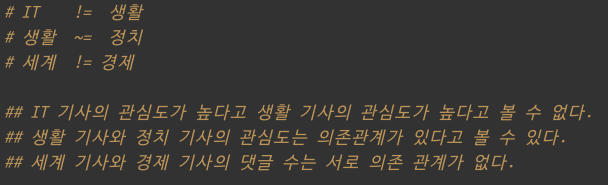 # IT != 생활
# 생활 ~= 정치
# 세계 != 경제
## IT 기사의 관심도가 높다고 생활 기사의 관심도가 높다고 볼 수 없다.
## 생활 기사와 정치 기사의 관심도는 의존관계가 있다고 볼 수 있다.
## 세계 기사와 경제 기사의 댓글 수는 서로 의존 관계가 없다.